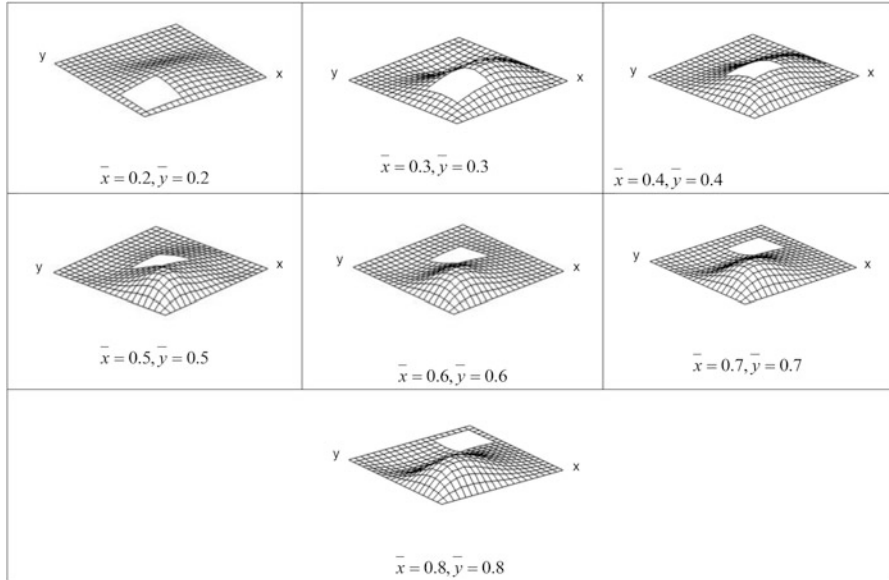 y
x
x̄ = 0.2, ȳ = 0.2
y
x
x̄ = 0.3, ȳ = 0.3
y
x
x̄ = 0.4, ȳ = 0.4
y
x
x̄ = 0.5, ȳ = 0.5
y
x
x̄ = 0.6, ȳ = 0.6
y
x
x̄ = 0.7, ȳ = 0.7
y
x
x̄ = 0.8, ȳ = 0.8